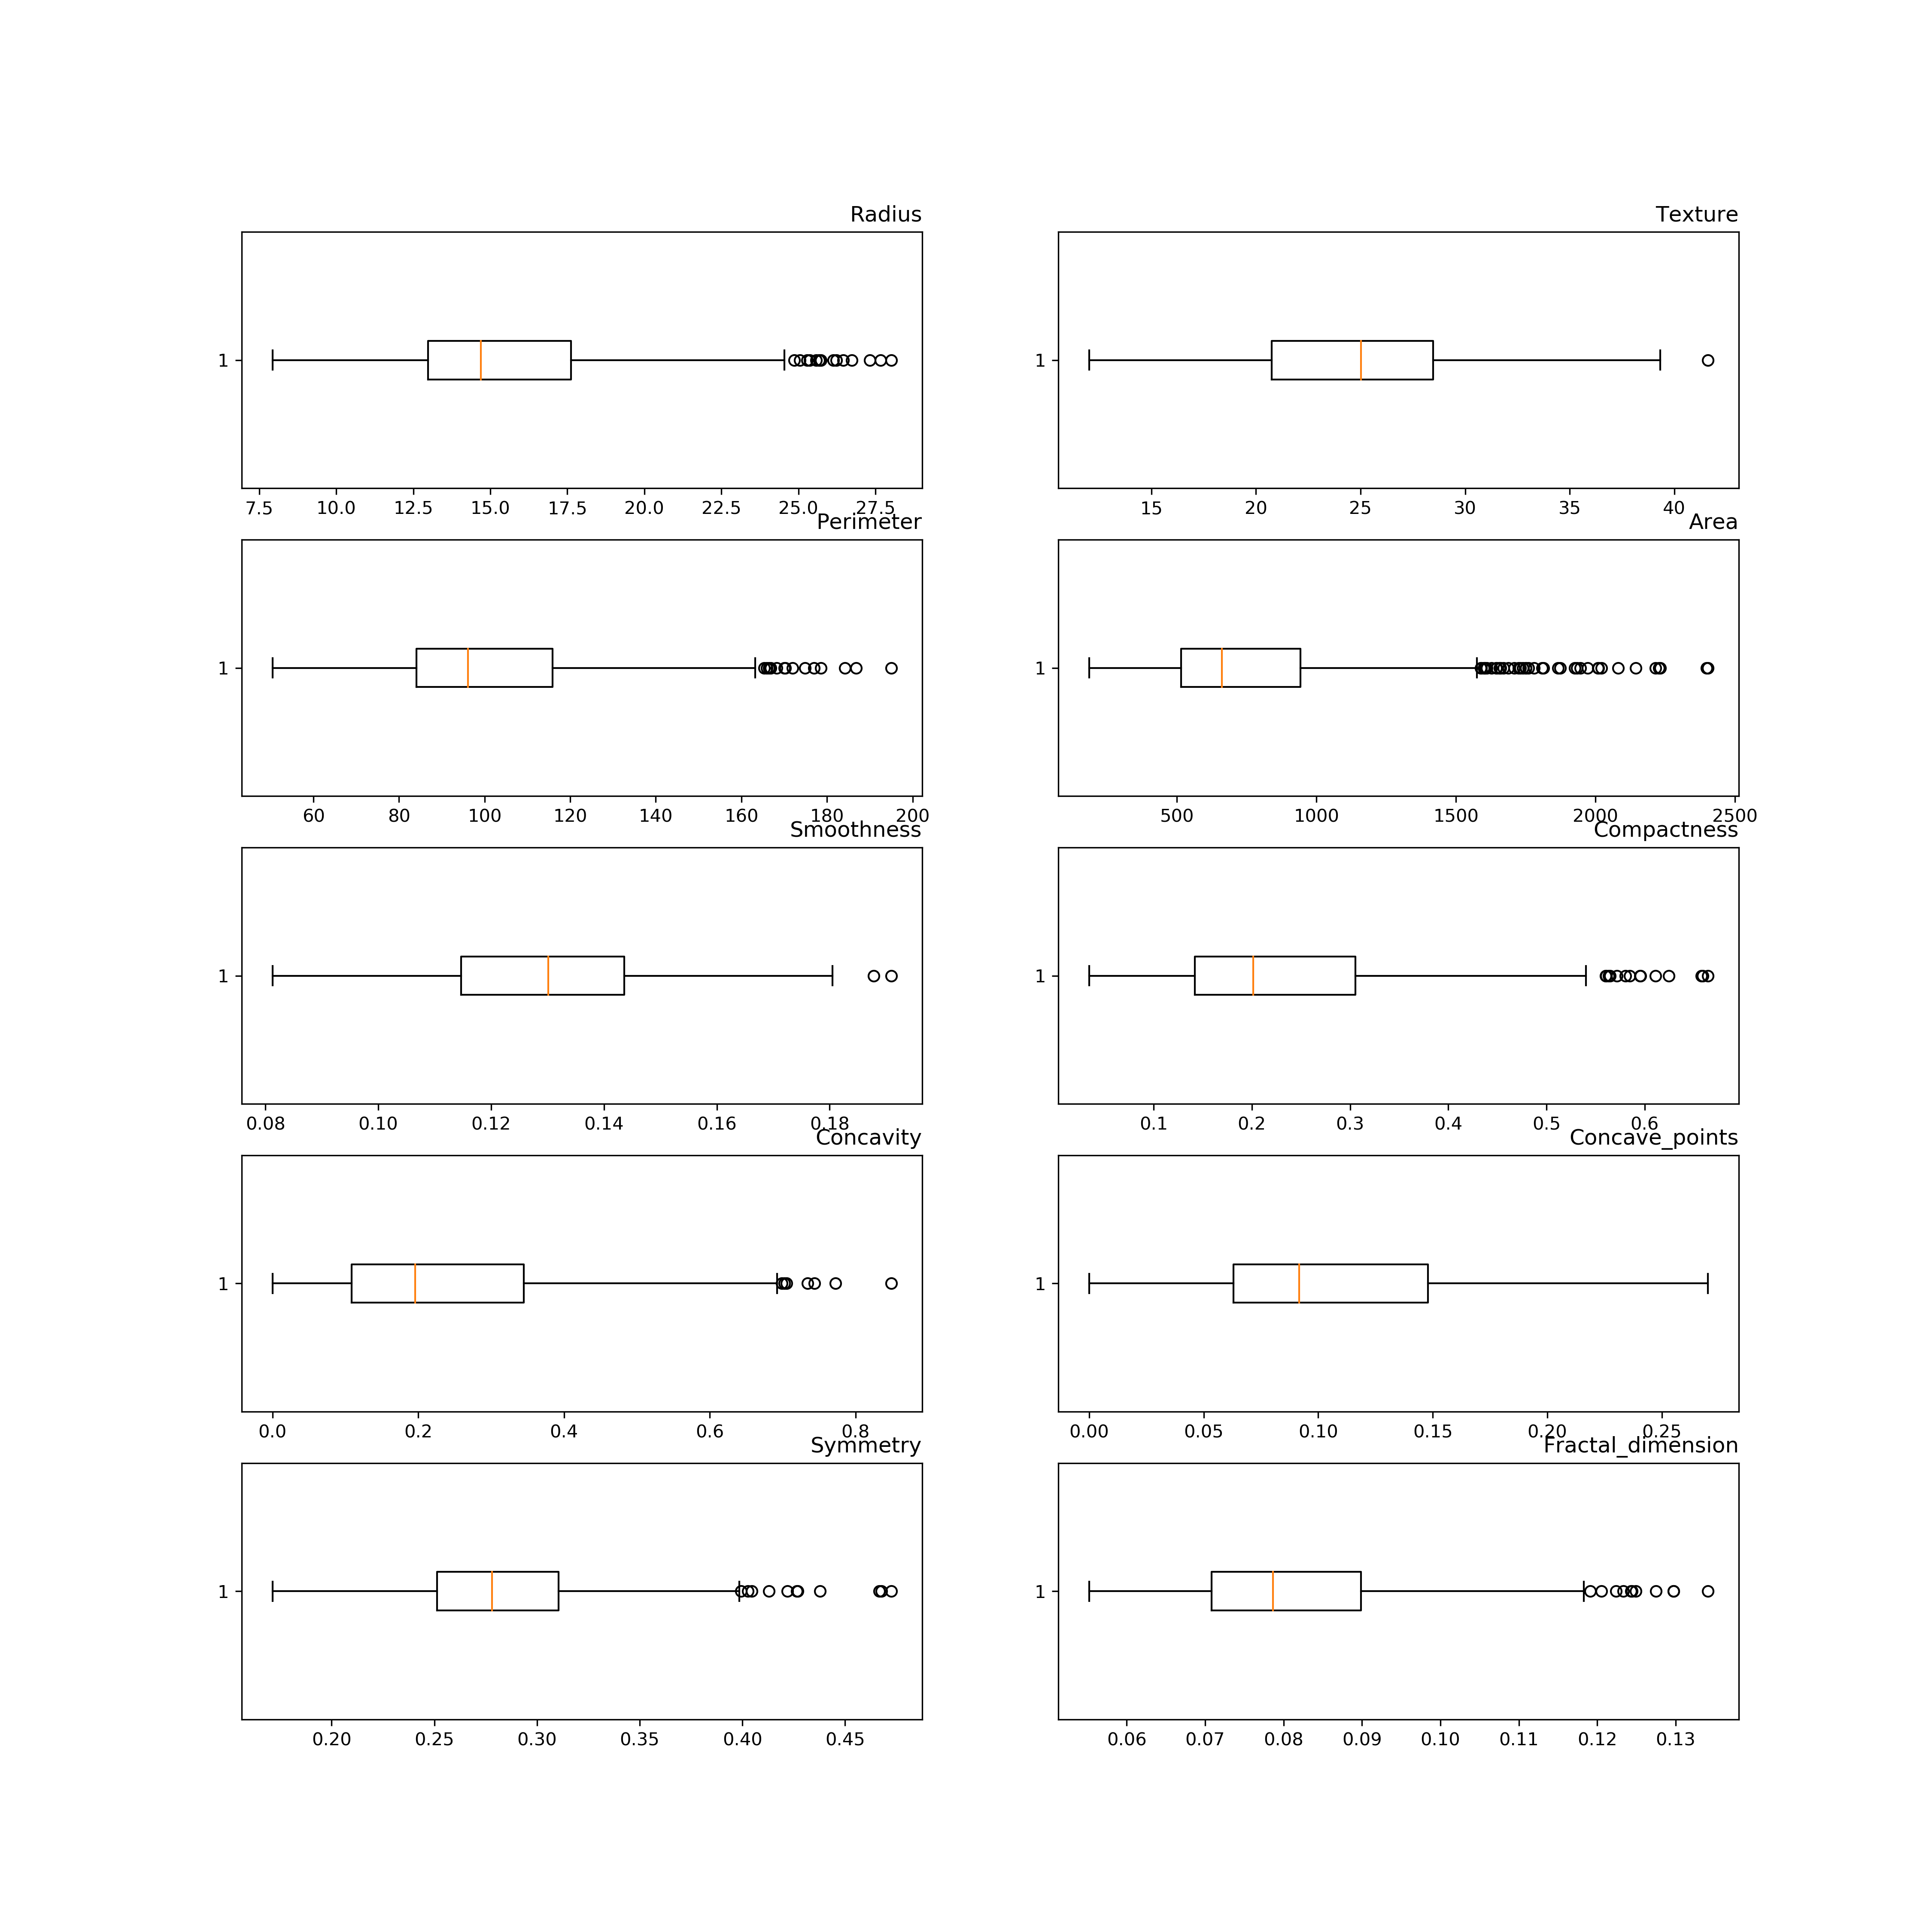 Radius
1
7.5 10.0 12.5 15.0 17.5 20.0 22.5 25.0 27.5
Texture
1
15 20 25 30 35 40
Perimeter
1
60 80 100 120 140 160 180 200
Area
1
500 1000 1500 2000 2500
Smoothness
1
0.08 0.10 0.12 0.14 0.16 0.18
Compactness
1
0.1 0.2 0.3 0.4 0.5 0.6
Concavity
1
0.0 0.2 0.4 0.6 0.8
Concave_points
1
0.00 0.05 0.10 0.15 0.20 0.25
Symmetry
1
0.20 0.25 0.30 0.35 0.40 0.45
Fractal_dimension
1
0.06 0.07 0.08 0.09 0.10 0.11 0.12 0.13